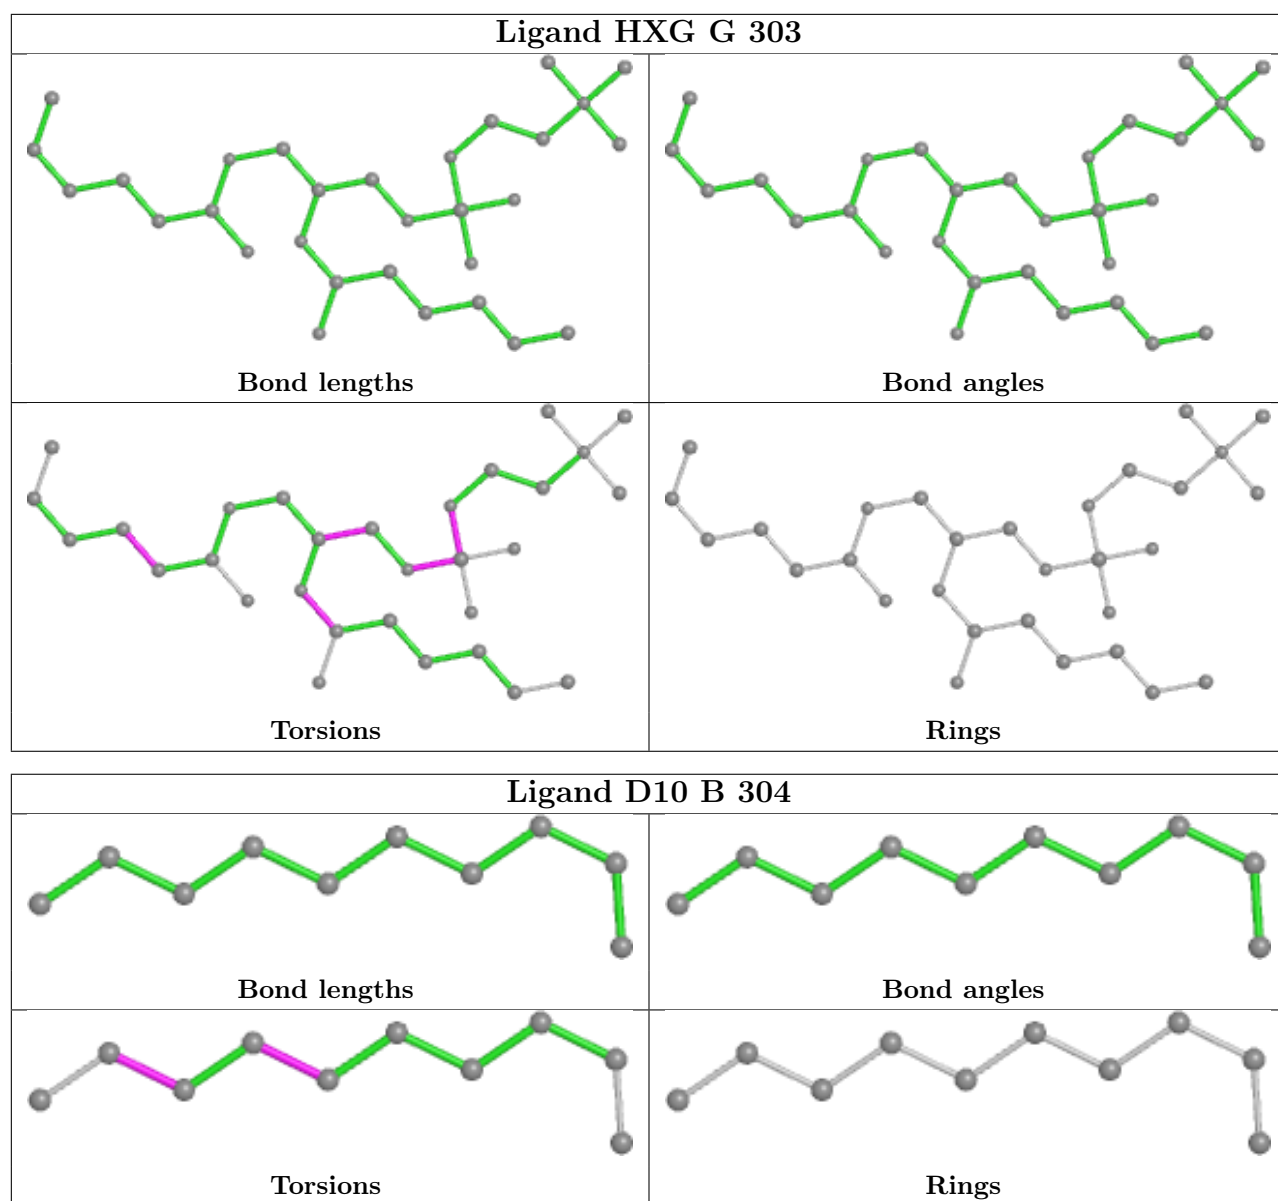 Ligand HXG G 303
Bond lengths
Bond angles
Torsions
Rings
Ligand D10 B 304
Bond lengths
Bond angles
Torsions
Rings